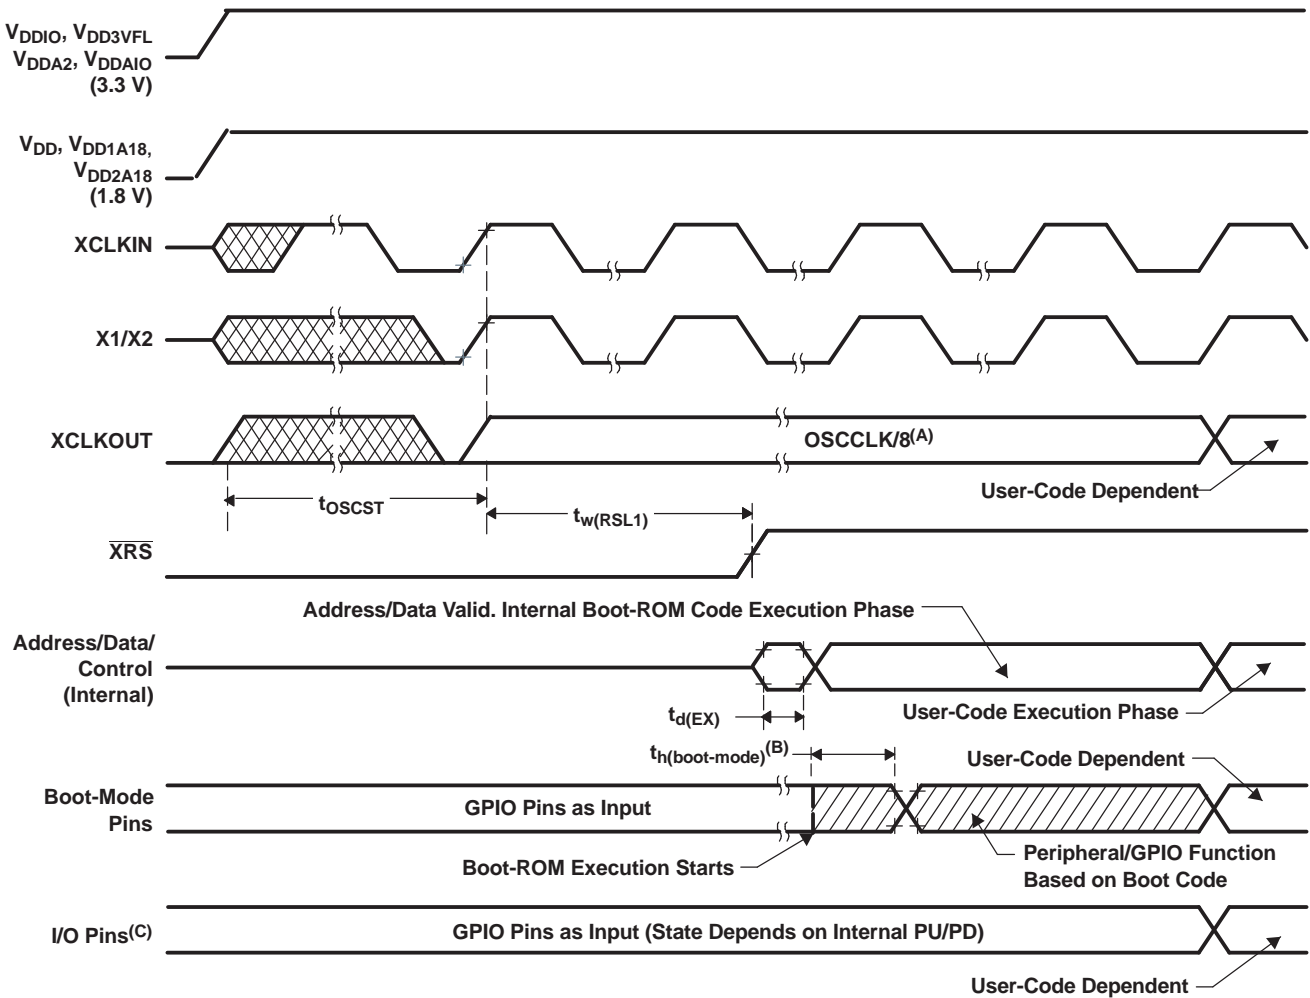 VDDIO, VDD3VFL
VDDA2, VDDAIO
(3.3 V)
VDD, VDD1A18,
VDD2A18
(1.8 V)
XCLKIN
X1/X2
XCLKOUT
OSCCLK/8(A)
User-Code Dependent
tOSCST
tw(RSL1)
XRS
Address/Data Valid. Internal Boot-ROM Code Execution Phase
Address/Data/
Control
(Internal)
td(EX)
User-Code Execution Phase
th(boot-mode)(B)
User-Code Dependent
Boot-Mode
Pins
GPIO Pins as Input
Boot-ROM Execution Starts
Peripheral/GPIO Function
Based on Boot Code
I/O Pins(C)
GPIO Pins as Input (State Depends on Internal PU/PD)
User-Code Dependent